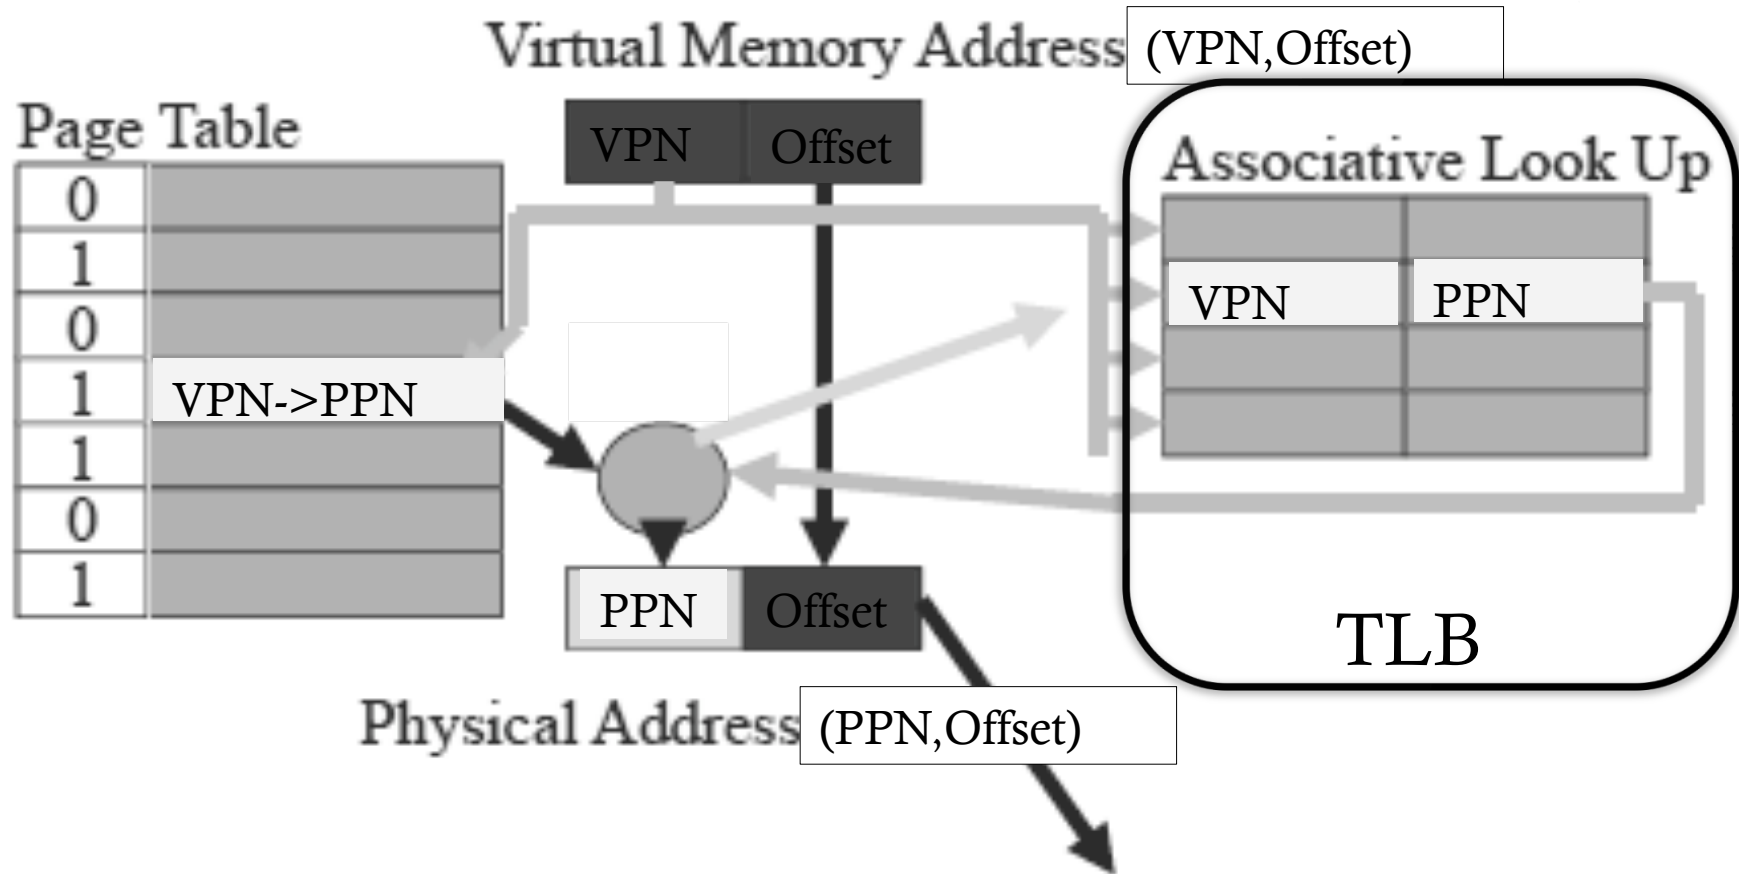 Virtual Memory Address (VPN,Offset)
Page Table
VPN Offset
Associative Look Up
0
1
0
1 VPN->PPN
1
0
1
VPN PPN
PPN Offset
TLB
Physical Address (PPN,Offset)